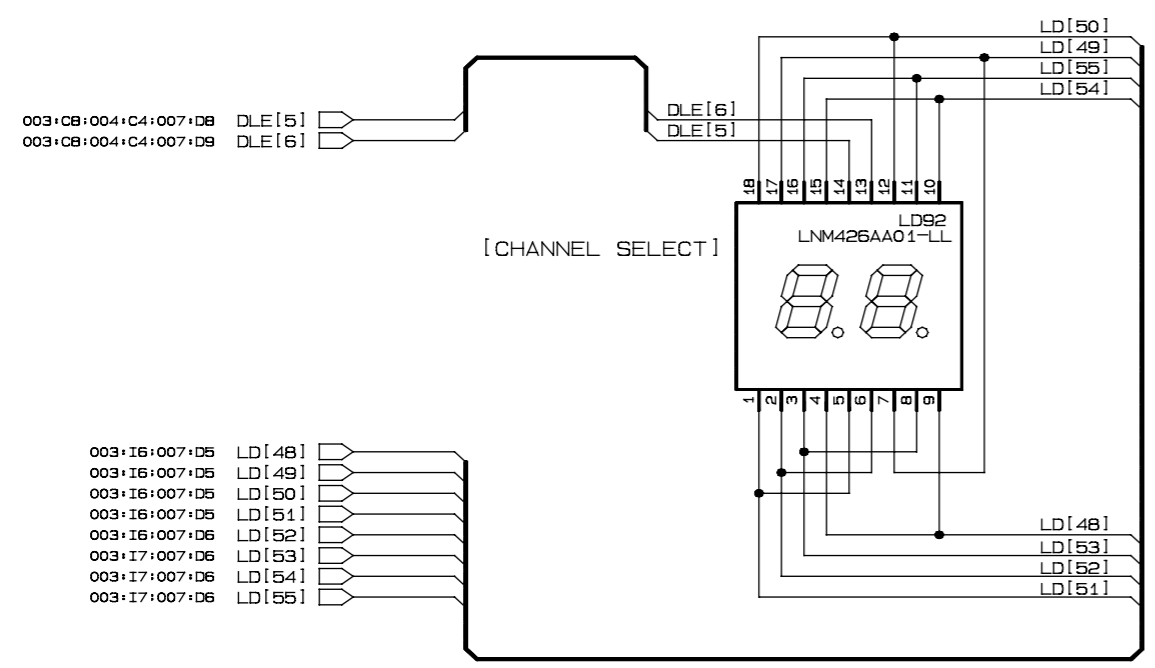 LD[50]
LD[49]
LD[55]
LD[54]
003:C8:004:C4:007:D8 DLE[5]
003:C8:004:C4:007:D9 DLE[6]
DLE[6]
DLE[5]
18 17 16 15 14 13 12 11 10
LD92
LNM426AA01-LL
[CHANNEL SELECT]
8.8.
1 2 3 4 5 6 7 8 9
003:I6:007:D5 LD[48]
003:I6:007:D5 LD[49]
003:I6:007:D5 LD[50]
003:I6:007:D5 LD[51]
003:I6:007:D6 LD[52]
003:I7:007:D6 LD[53]
003:I7:007:D6 LD[54]
003:I7:007:D6 LD[55]
LD[48]
LD[53]
LD[52]
LD[51]